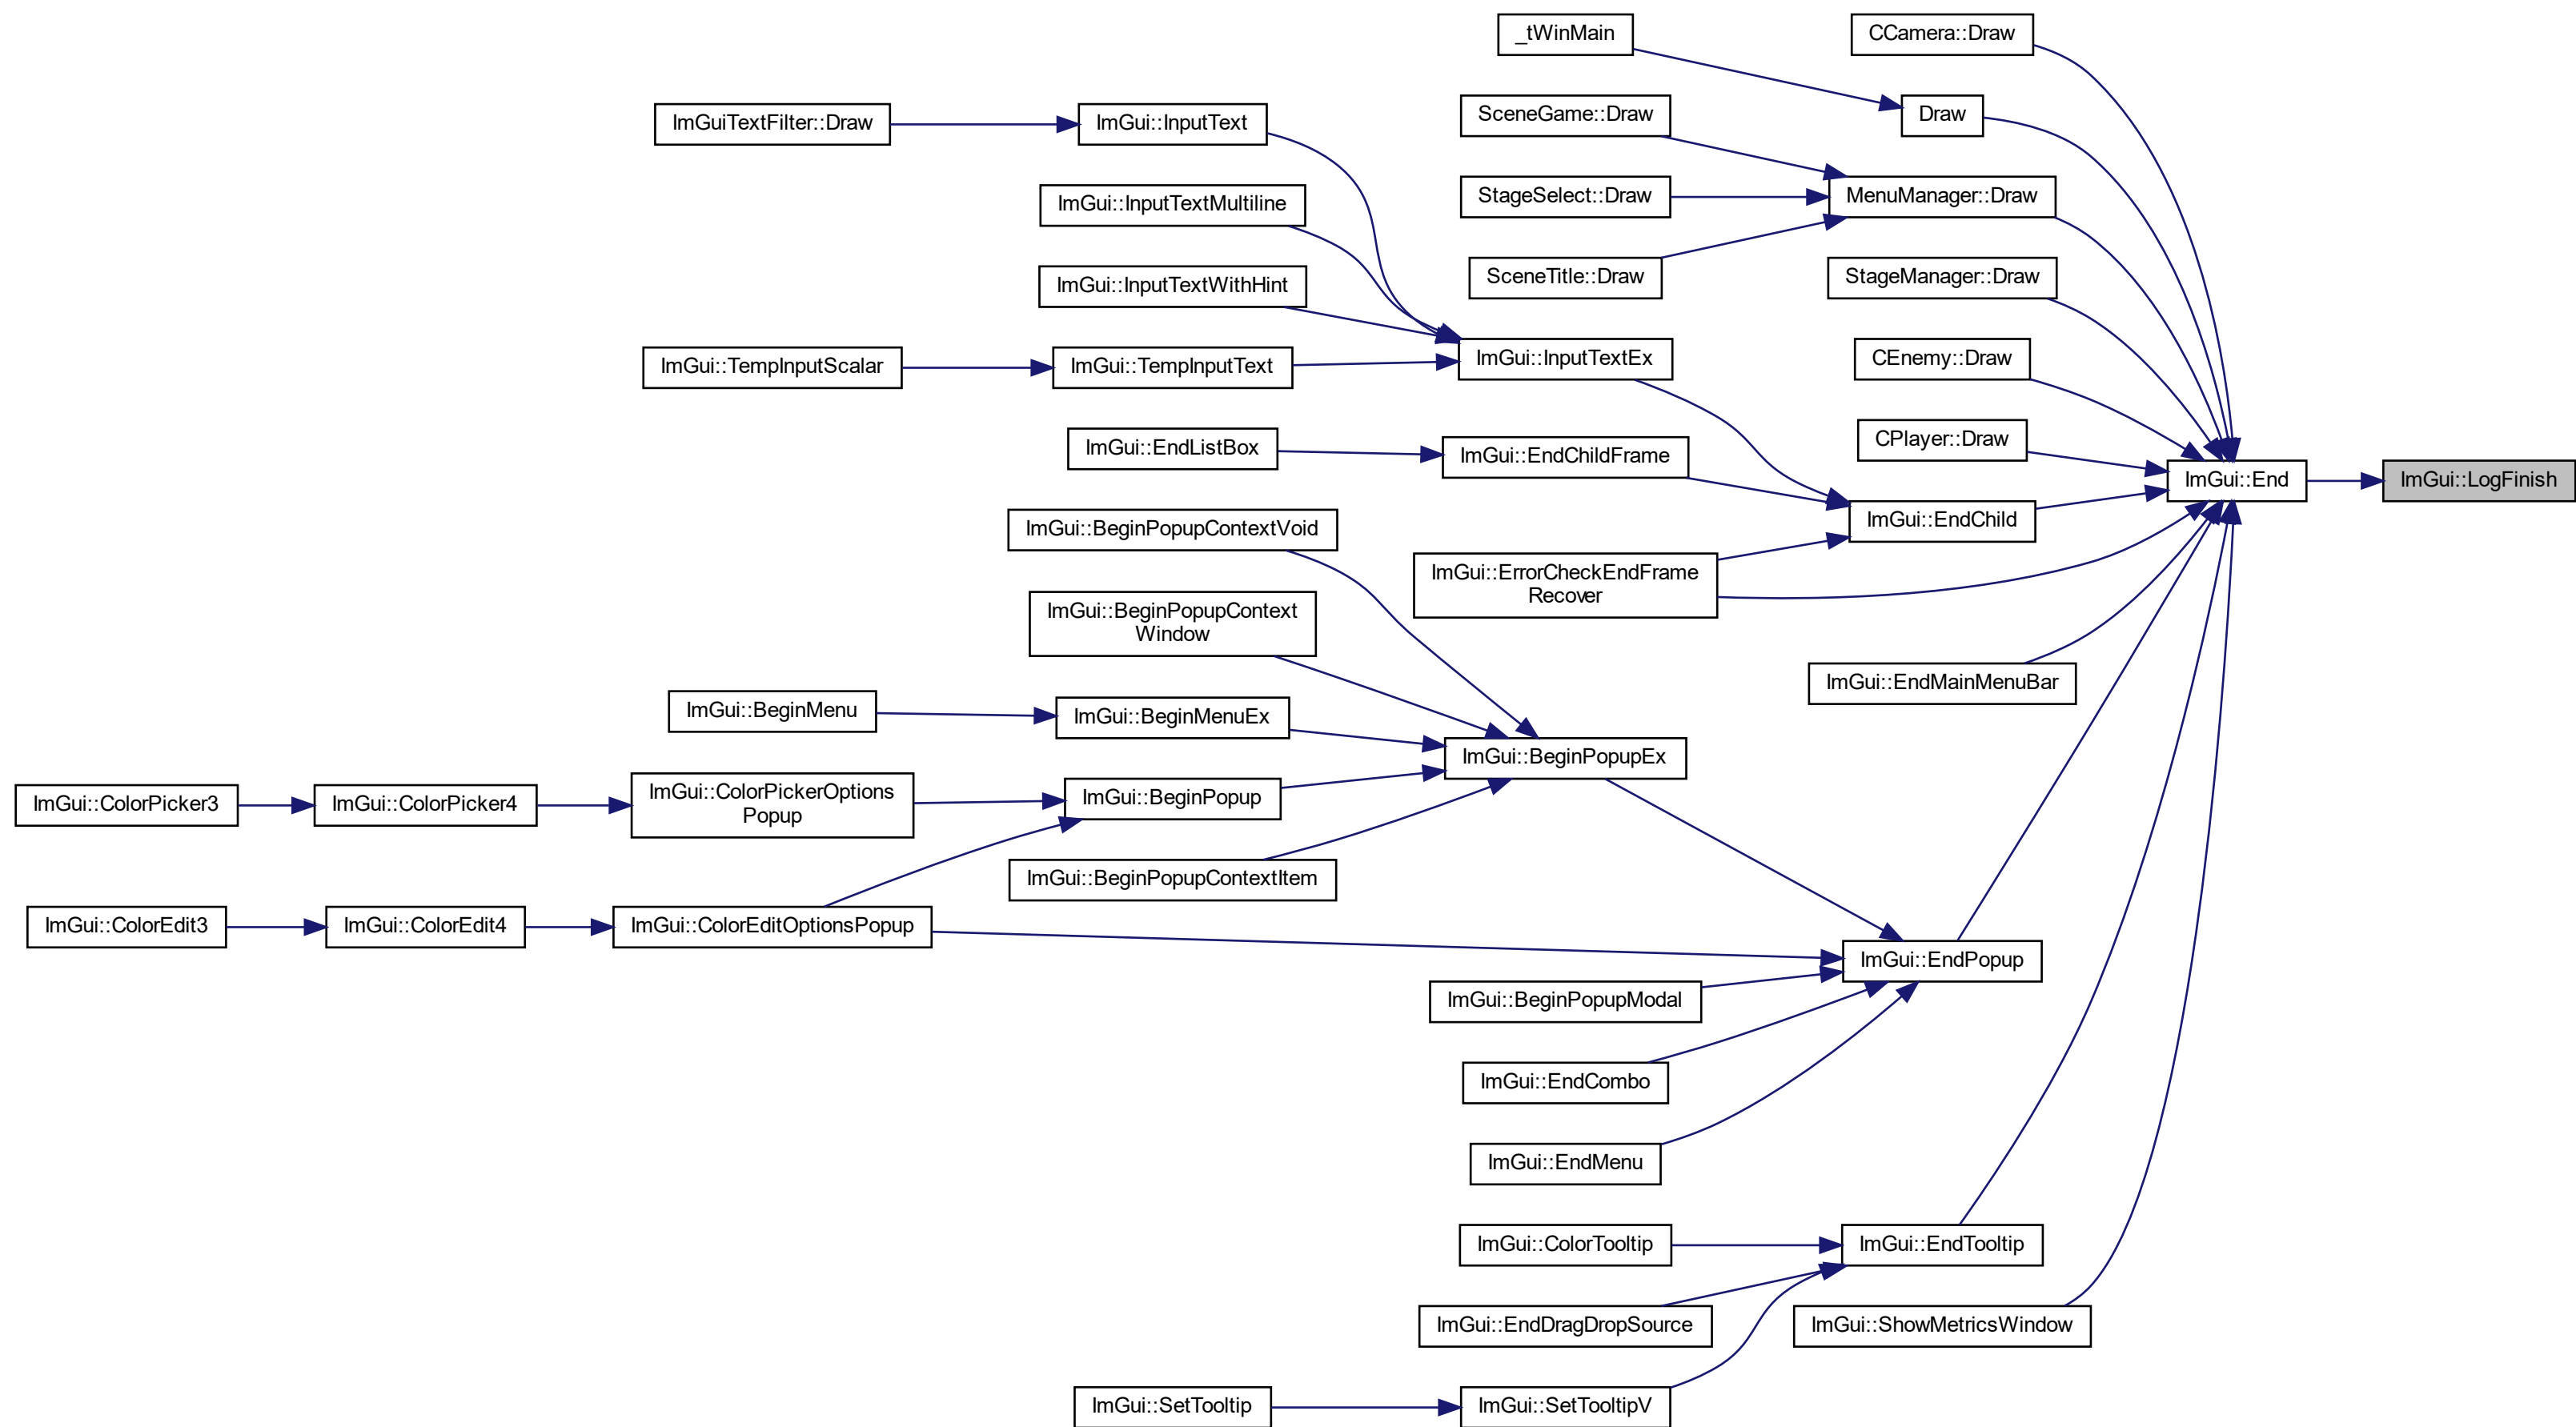 _tWinMain
CCamera::Draw
ImGuiTextFilter::Draw
ImGui::InputText
SceneGame::Draw
Draw
ImGui::InputTextMultiline
StageSelect::Draw
MenuManager::Draw
ImGui::InputTextWithHint
SceneTitle::Draw
StageManager::Draw
ImGui::TempInputScalar
ImGui::TempInputText
ImGui::InputTextEx
CEnemy::Draw
ImGui::EndListBox
ImGui::EndChildFrame
CPlayer::Draw
ImGui::End
ImGui::LogFinish
ImGui::BeginPopupContextVoid
ImGui::EndChild
ImGui::ErrorCheckEndFrame
Recover
ImGui::BeginPopupContext
Window
ImGui::EndMainMenuBar
ImGui::BeginMenu
ImGui::BeginMenuEx
ImGui::BeginPopupEx
ImGui::ColorPicker3
ImGui::ColorPicker4
ImGui::ColorPickerOptions
Popup
ImGui::BeginPopup
ImGui::BeginPopupContextItem
ImGui::ColorEdit3
ImGui::ColorEdit4
ImGui::ColorEditOptionsPopup
ImGui::EndPopup
ImGui::BeginPopupModal
ImGui::EndCombo
ImGui::EndMenu
ImGui::ColorTooltip
ImGui::EndTooltip
ImGui::EndDragDropSource
ImGui::ShowMetricsWindow
ImGui::SetTooltip
ImGui::SetTooltipV